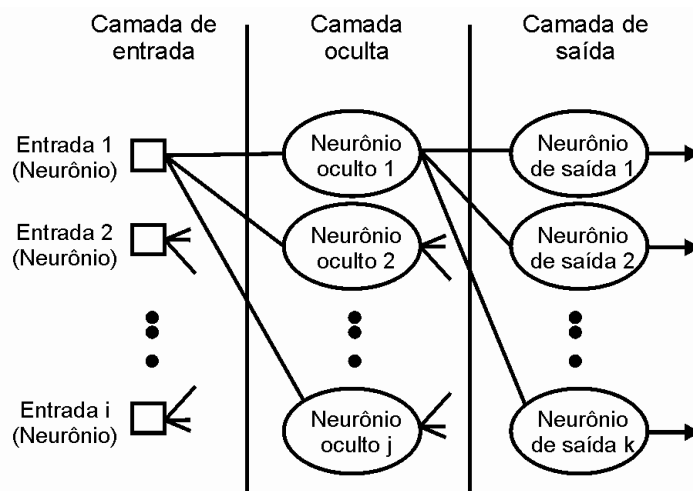 Camada de
entrada
Camada
oculta
Camada de
saída
Entrada 1
(Neurônio)
Neurônio
oculto 1
Neurônio
de saída 1
Entrada 2
(Neurônio)
Neurônio
oculto 2
Neurônio
de saída 2
Entrada i
(Neurônio)
Neurônio
oculto j
Neurônio
de saída k